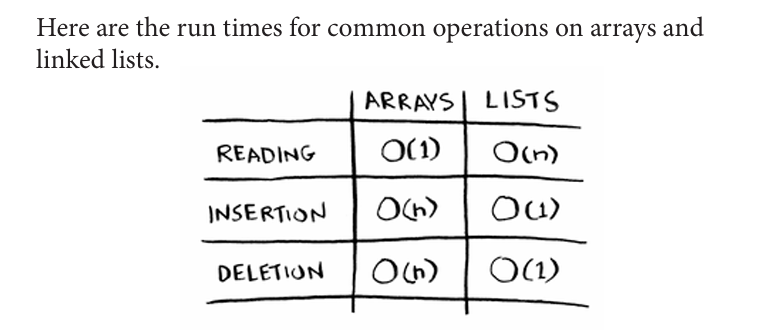 Here are the run times for common operations on arrays and
linked lists.
ARRAYS LISTS
READING O(1) O(n)
INSERTION O(n) O(1)
DELETION O(n) O(1)